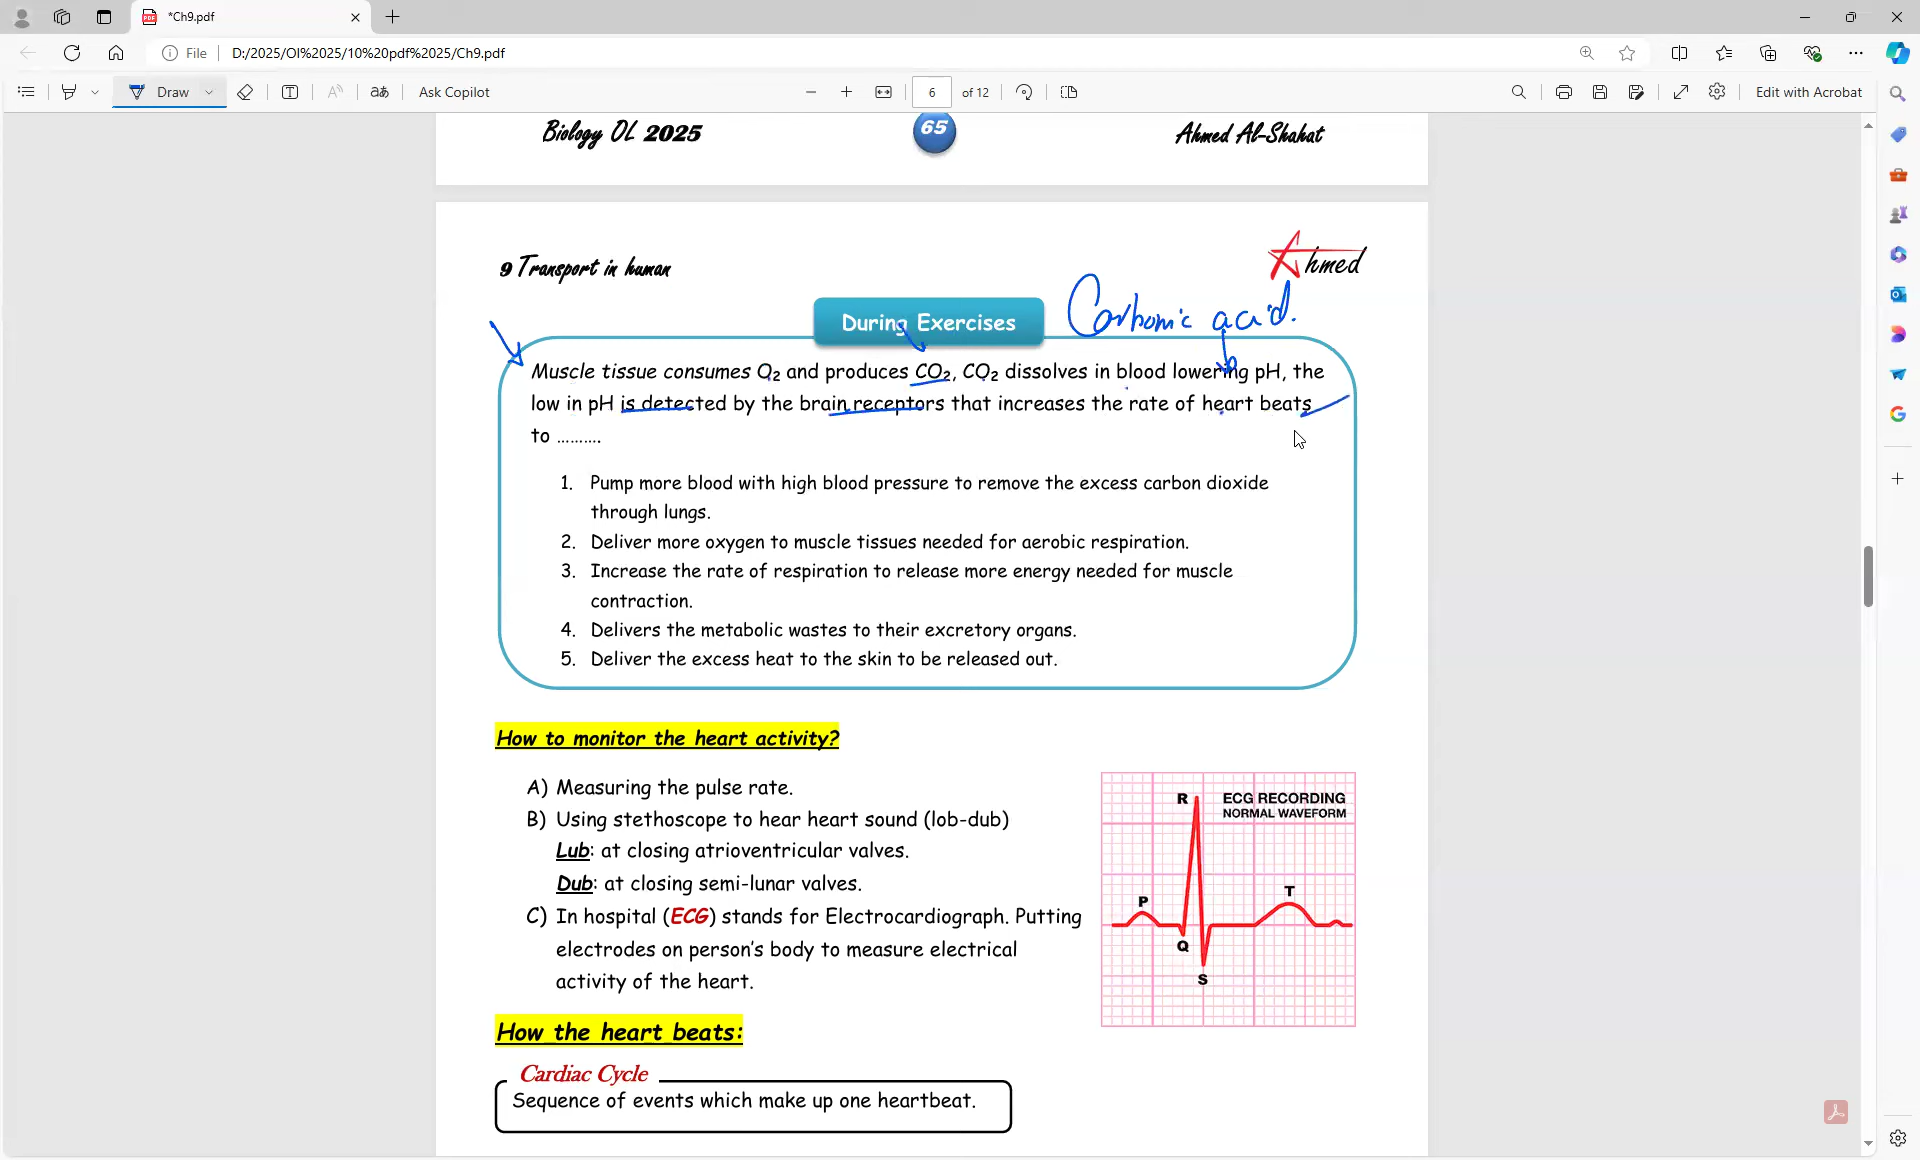 *Ch9.pdf
File
D:/2025/Ol%2025/10%20pdf%2025/Ch9.pdf
Draw
aあ
Ask Copilot
6
of 12
Edit with Acrobat
Biology OL 2025
65
Ahmed Al-Shahat
9 Transport in human
Ahmed
Carbonic acid.
During Exercises
Muscle tissue consumes O₂ and produces CO₂, CO₂ dissolves in blood lowering pH, the
low in pH is detected by the brain receptors that increases the rate of heart beats
to ..........
1. Pump more blood with high blood pressure to remove the excess carbon dioxide
through lungs.
2. Deliver more oxygen to muscle tissues needed for aerobic respiration.
3. Increase the rate of respiration to release more energy needed for muscle
contraction.
4. Delivers the metabolic wastes to their excretory organs.
5. Deliver the excess heat to the skin to be released out.
How to monitor the heart activity?
A) Measuring the pulse rate.
B) Using stethoscope to hear heart sound (lob-dub)
Lub: at closing atrioventricular valves.
Dub: at closing semi-lunar valves.
C) In hospital (ECG) stands for Electrocardiograph. Putting
electrodes on person's body to measure electrical
activity of the heart.
R
ECG RECORDING
NORMAL WAVEFORM
P
T
Q
S
How the heart beats:
Cardiac Cycle
Sequence of events which make up one heartbeat.